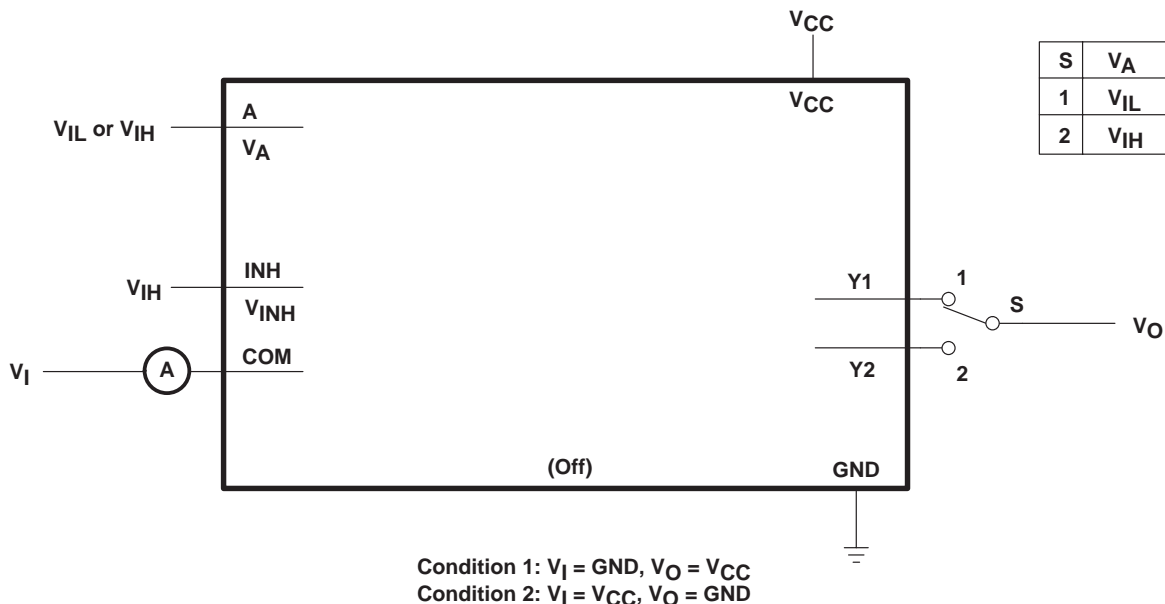 VCC
S VA
1 VIL
2 VIH
VCC
A
VIL or VIH
VA
INH
VIH
VINH
Y1
1
S
VO
COM
VI
A
Y2
2
(Off)
GND
Condition 1: VI = GND, VO = VCC
Condition 2: VI = VCC, VO = GND